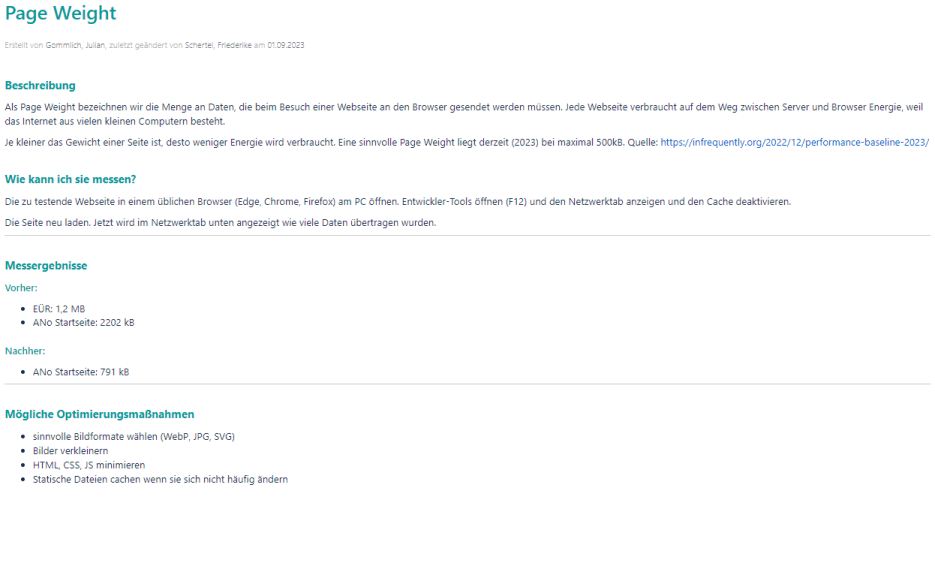 Page Weight
Erstellt von Gommlich, Julian, zuletzt geändert von Schertel, Friederike am 01.09.2023
Beschreibung
Als Page Weight bezeichnen wir die Menge an Daten, die beim Besuch einer Webseite an den Browser gesendet werden müssen. Jede Webseite verbraucht auf dem Weg zwischen Server und Browser Energie, weil
das Internet aus vielen kleinen Computern besteht.
Je kleiner das Gewicht einer Seite ist, desto weniger Energie wird verbraucht. Eine sinnvolle Page Weight liegt derzeit (2023) bei maximal 500kB. Quelle: https://infrequently.org/2022/12/performance-baseline-2023/
Wie kann ich sie messen?
Die zu testende Webseite in einem üblichen Browser (Edge, Chrome, Firefox) am PC öffnen. Entwickler-Tools öffnen (F12) und den Netzwerktab anzeigen und den Cache deaktivieren.
Die Seite neu laden. Jetzt wird im Netzwerktab unten angezeigt wie viele Daten übertragen wurden.
Messergebnisse
Vorher:
• EÜR: 1,2 MB
• ANo Startseite: 2202 kB
Nachher:
• ANo Startseite: 791 kB
Mögliche Optimierungsmaßnahmen
• sinnvolle Bildformate wählen (WebP, JPG, SVG)
• Bilder verkleinern
• HTML, CSS, JS minimieren
• Statische Dateien cachen wenn sie sich nicht häufig ändern